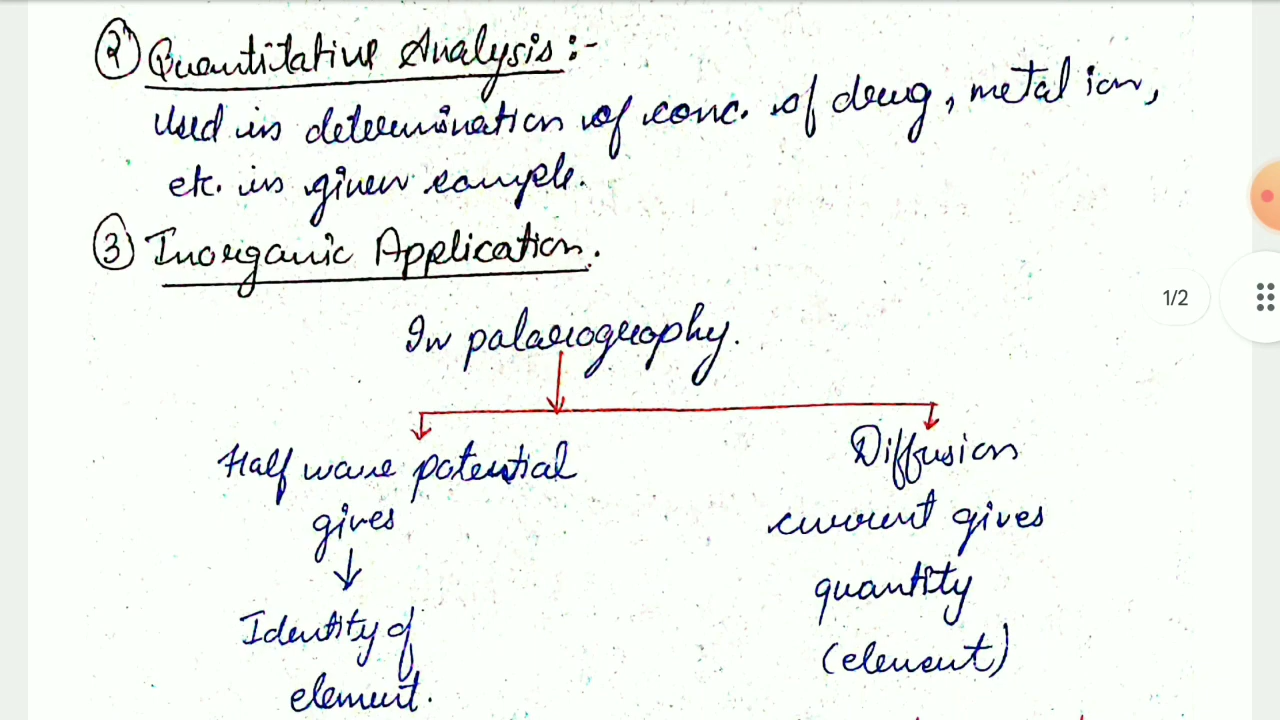 ② Quantitative Analysis :-
Used in determination of conc. of drug, metal ion,
etc. in given sample.
③ Inorganic Application.
In polarography.
Half wave potential
gives
Identity of
element.
Diffusion
current gives
quantity
(element)
1/2